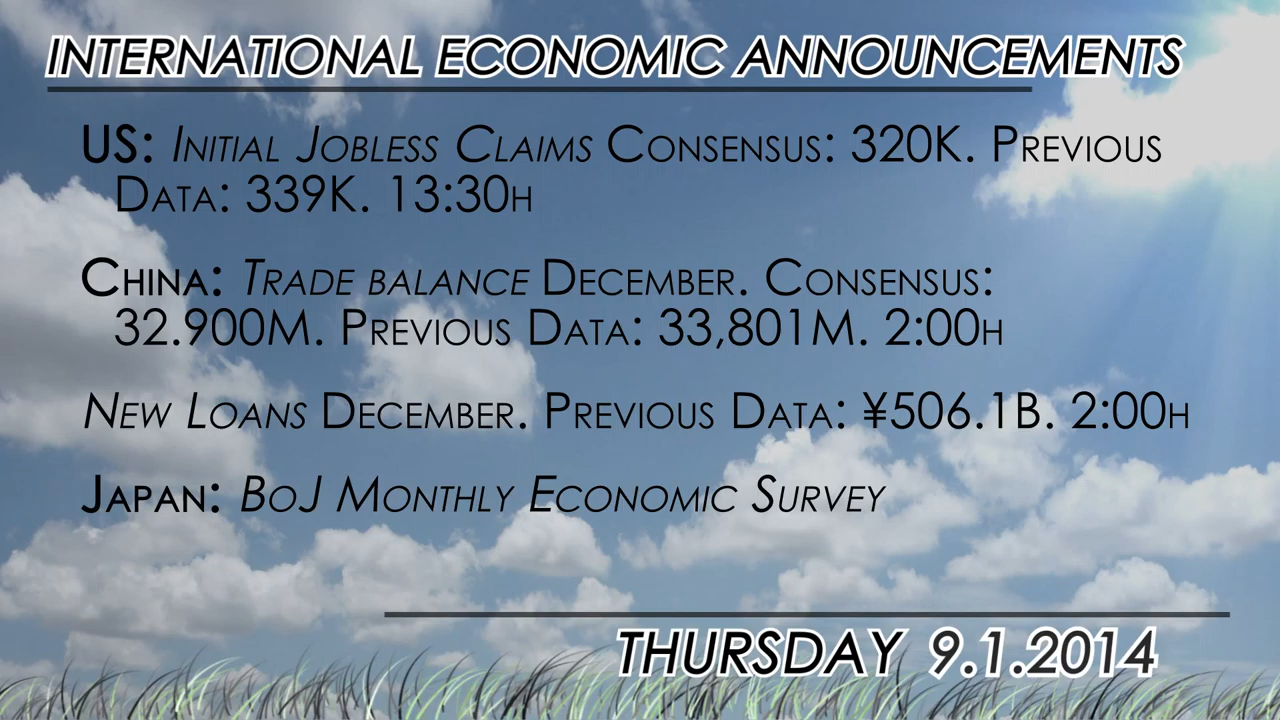 INTERNATIONAL ECONOMIC ANNOUNCEMENTS
US: INITIAL JOBLESS CLAIMS CONSENSUS: 320K. PREVIOUS
DATA: 339K. 13:30H
CHINA: TRADE BALANCE DECEMBER. CONSENSUS:
32.900M. PREVIOUS DATA: 33,801M. 2:00H
NEW LOANS DECEMBER. PREVIOUS DATA: ¥506.1B. 2:00H
JAPAN: BOJ MONTHLY ECONOMIC SURVEY
THURSDAY 9.1.2014